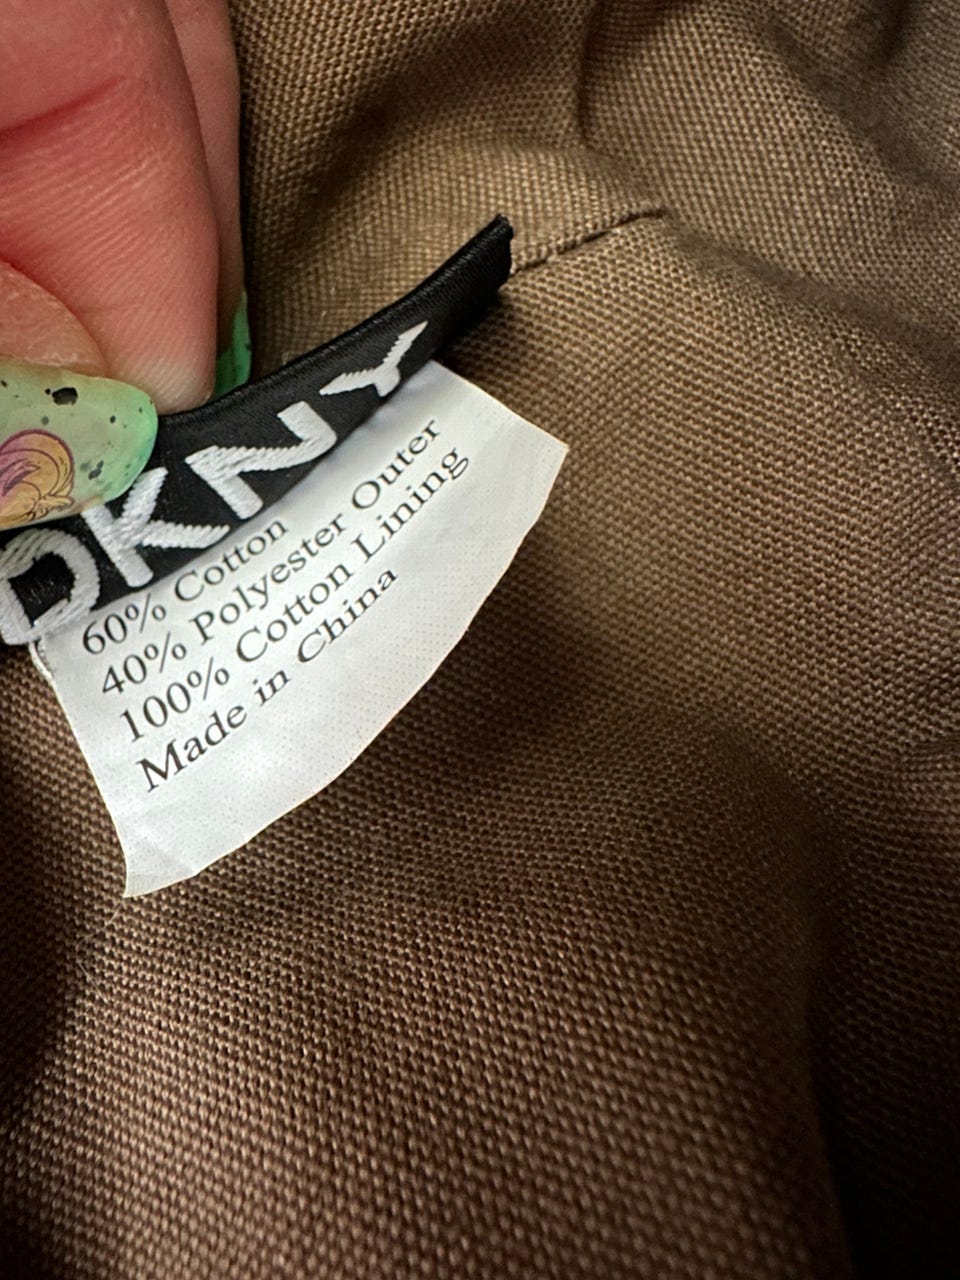 DKNY
60% Cotton
40% Polyester Outer
100% Cotton Lining
Made in China